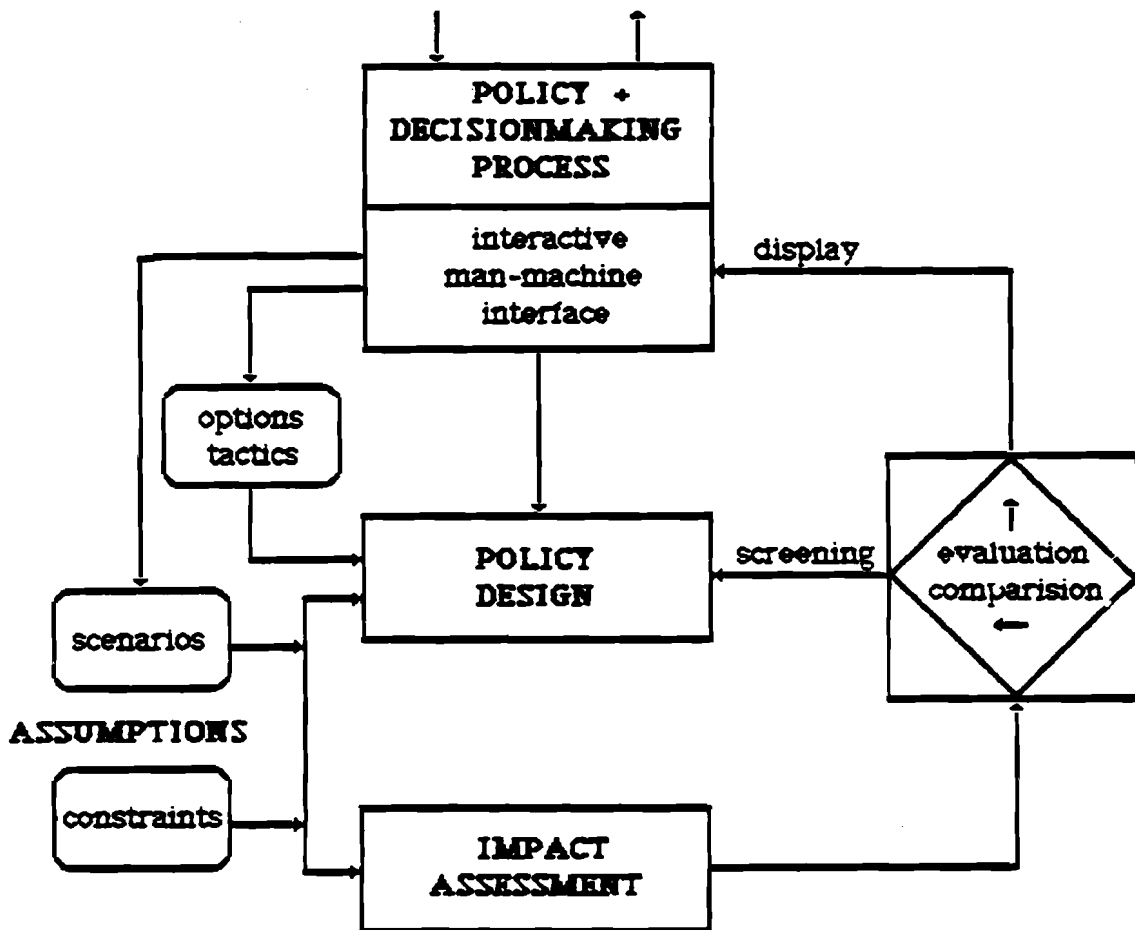 POLICY +
DECISIONMAKING
PROCESS
interactive
man-machine
interface
display
options
tactics
POLICY
DESIGN
screening
evaluation
comparision
scenarios
ASSUMPTIONS
constraints
IMPACT
ASSESSMENT